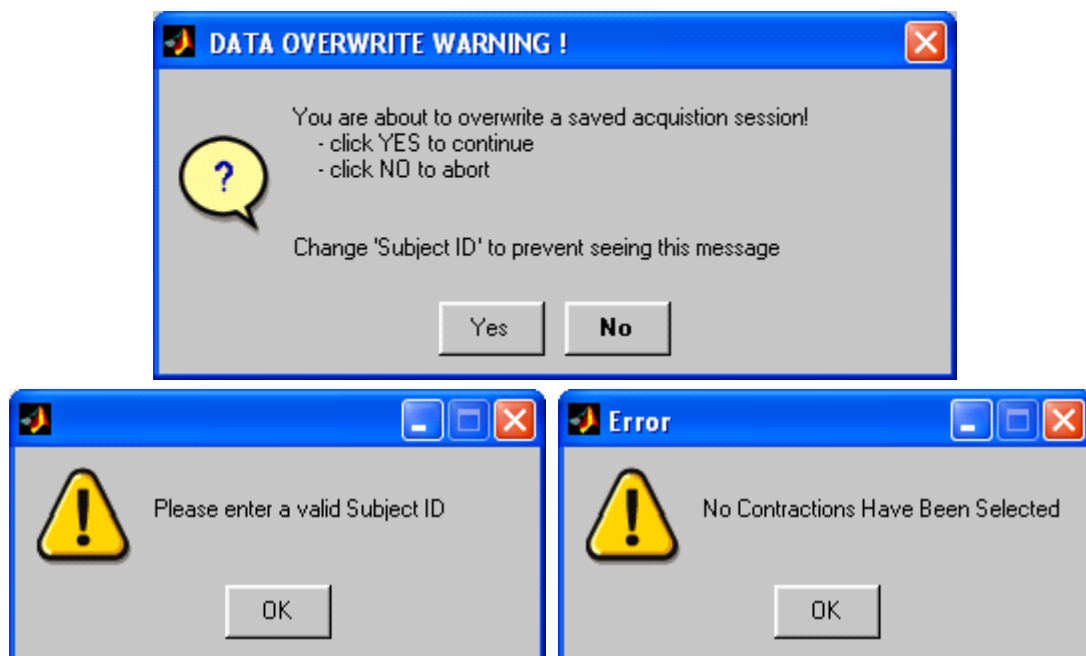 DATA OVERWRITE WARNING !
You are about to overwrite a saved acquistion session!
- click YES to continue
- click NO to abort
?
Change 'Subject ID' to prevent seeing this message
Yes
No
Please enter a valid Subject ID
OK
Error
No Contractions Have Been Selected
OK